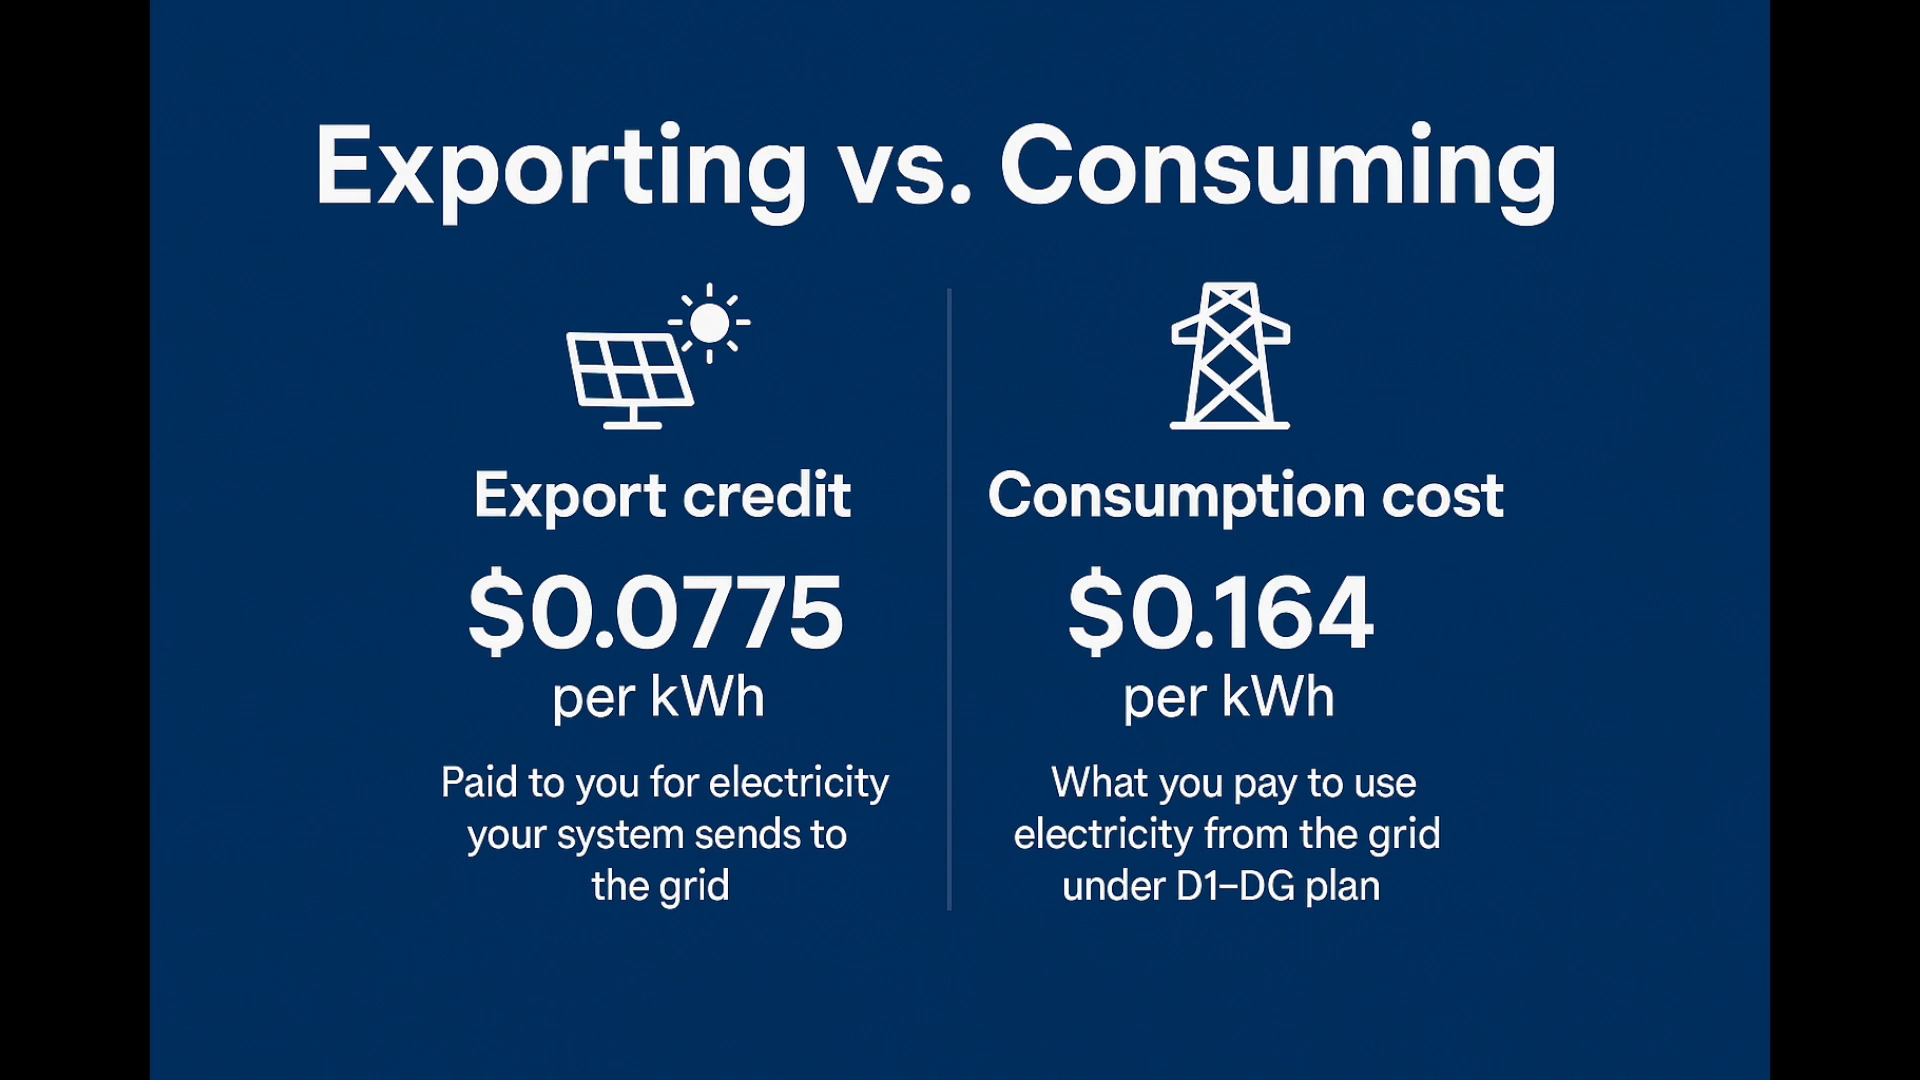 Exporting vs. Consuming
Export credit
$0.0775
per kWh
Paid to you for electricity
your system sends to
the grid
Consumption cost
$0.164
per kWh
What you pay to use
electricity from the grid
under D1–DG plan